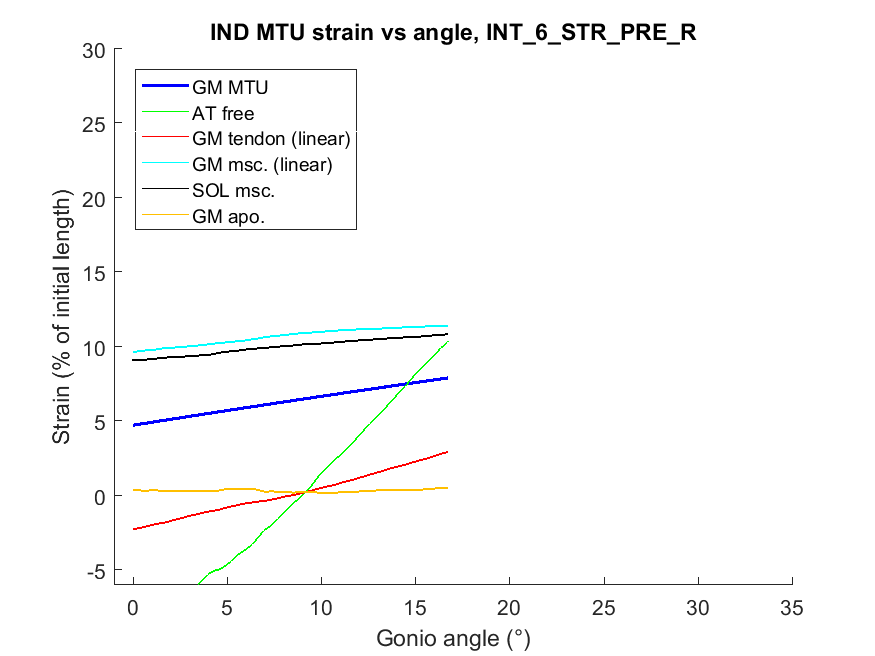 IND MTU strain vs angle, INT_6_STR_PRE_R
30
25
20
15
10
5
0
-5
Strain (% of initial length)
GM MTU
AT free
GM tendon (linear)
GM msc. (linear)
SOL msc.
GM apo.
0 5 10 15 20 25 30 35
Gonio angle (°)